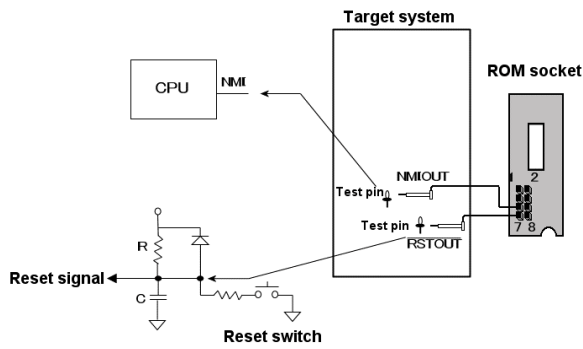 Target system
ROM socket
CPU
NMI
1 2
NMIOUT
Test pin
Test pin
7 8
RSTOUT
R
Reset signal
C
Reset switch